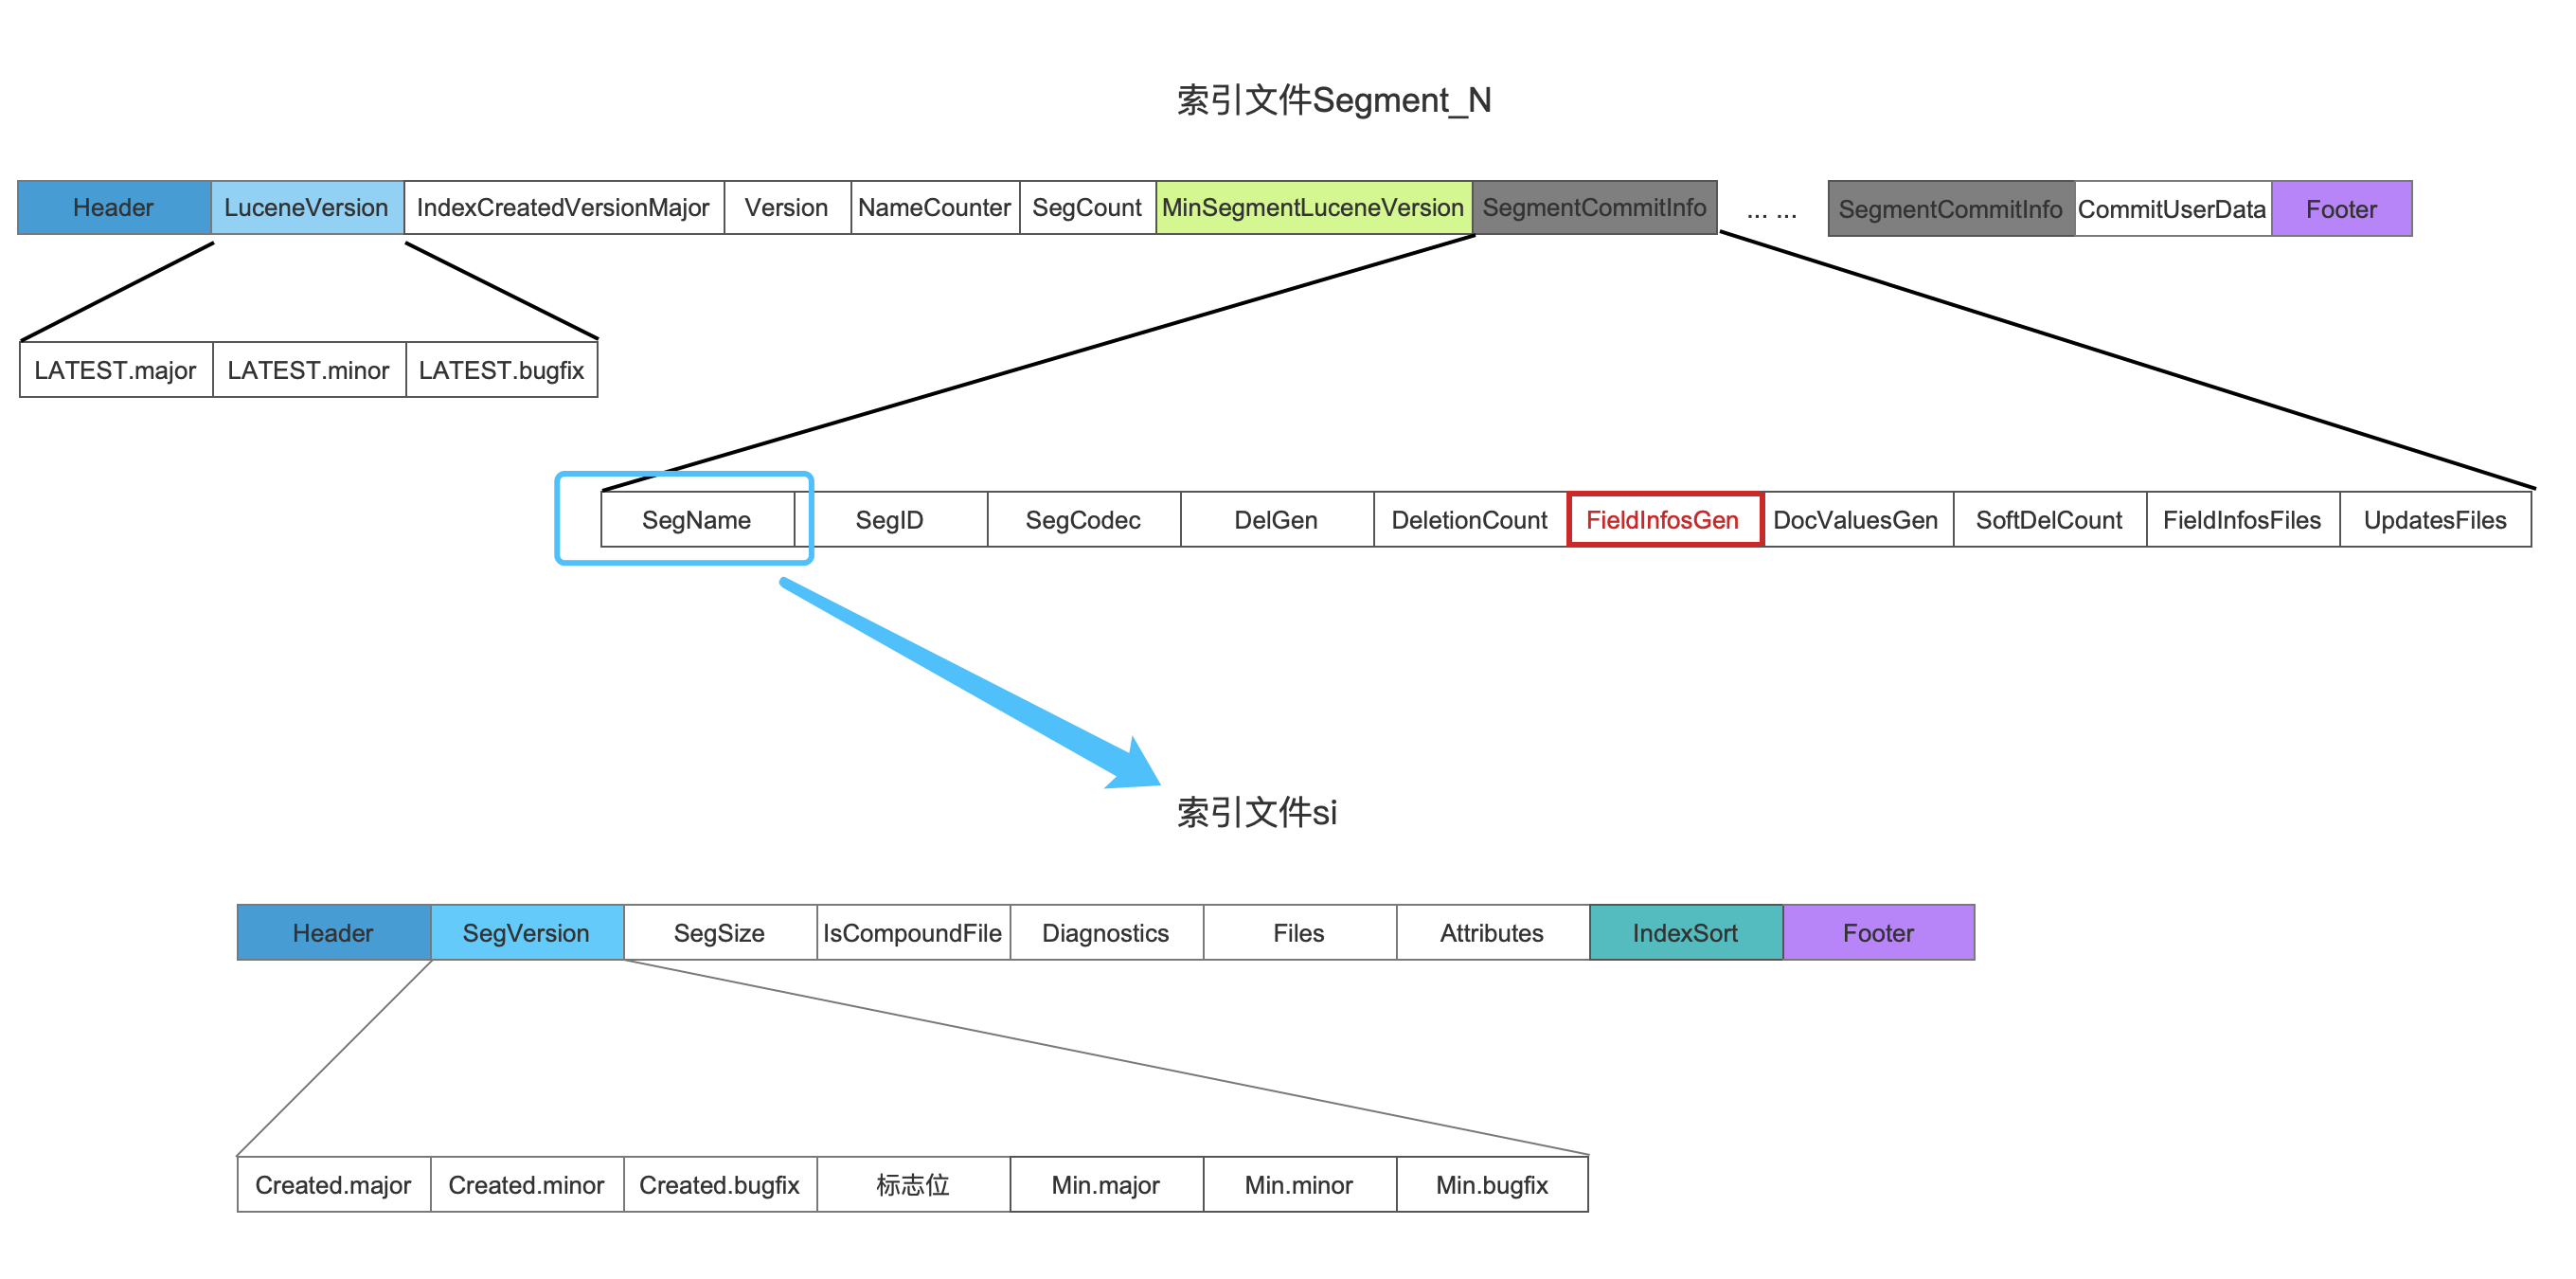 索引文件Segment_N
Header LuceneVersion IndexCreatedVersionMajor Version NameCounter SegCount MinSegmentLuceneVersion SegmentCommitInfo ... ... SegmentCommitInfo CommitUserData Footer
LATEST.major LATEST.minor LATEST.bugfix
SegName SegID SegCodec DelGen DeletionCount FieldInfosGen DocValuesGen SoftDelCount FieldInfosFiles UpdatesFiles
索引文件si
Header SegVersion SegSize IsCompoundFile Diagnostics Files Attributes IndexSort Footer
Created.major Created.minor Created.bugfix 标志位 Min.major Min.minor Min.bugfix